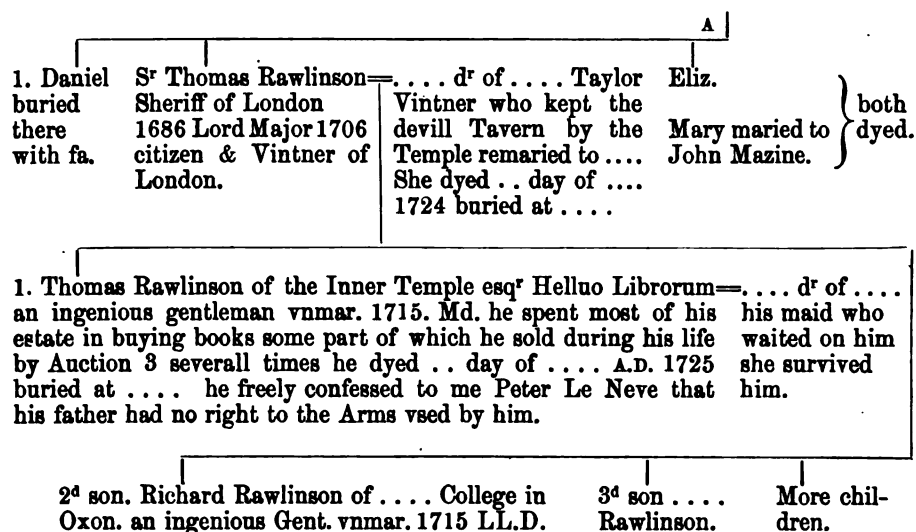 A
1. Daniel
buried
there
with fa.
Sʳ Thomas Rawlinson=
Sheriff of London
1686 Lord Major 1706
citizen & Vintner of
London.
.... dʳ of .... Taylor
Vintner who kept the
devill Tavern by the
Temple remaried to ....
She dyed .. day of ....
1724 buried at ....
Eliz.
Mary maried to
John Mazine.
both
dyed.
1. Thomas Rawlinson of the Inner Temple esqʳ Helluo Librorum=
an ingenious gentleman vnmar. 1715. Md. he spent most of his
estate in buying books some part of which he sold during his life
by Auction 3 severall times he dyed .. day of .... A.D. 1725
buried at .... he freely confessed to me Peter Le Neve that
his father had no right to the Arms vsed by him.
.... dʳ of ....
his maid who
waited on him
she survived
him.
2ᵈ son. Richard Rawlinson of .... College in
Oxon. an ingenious Gent. vnmar. 1715 LL.D.
3ᵈ son ....
Rawlinson.
More chil-
dren.